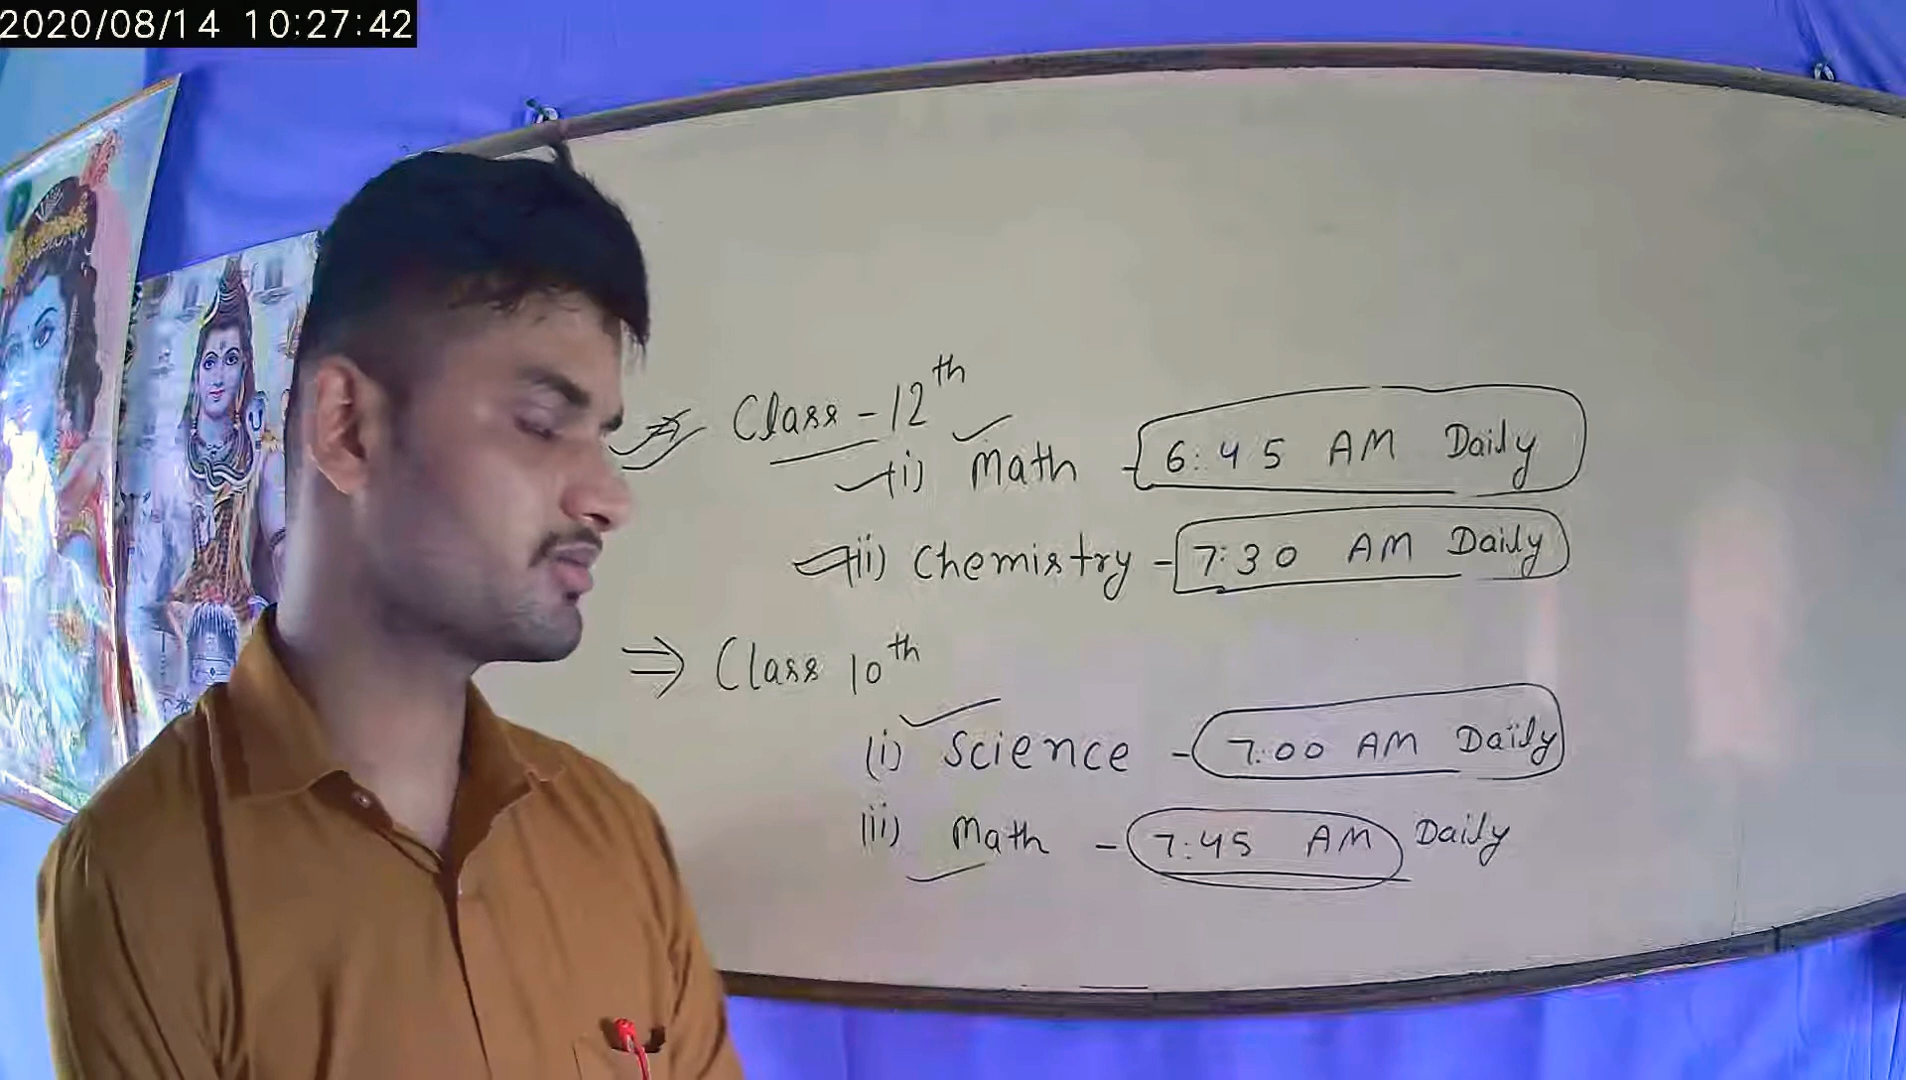 2020/08/14 10:27:42
Class - 12th
(i) Math - 6:45 AM Daily
(ii) Chemistry - 7:30 AM Daily
⇒ Class 10th
(i) Science - 7:00 AM Daily
(ii) Math - 7:45 AM Daily